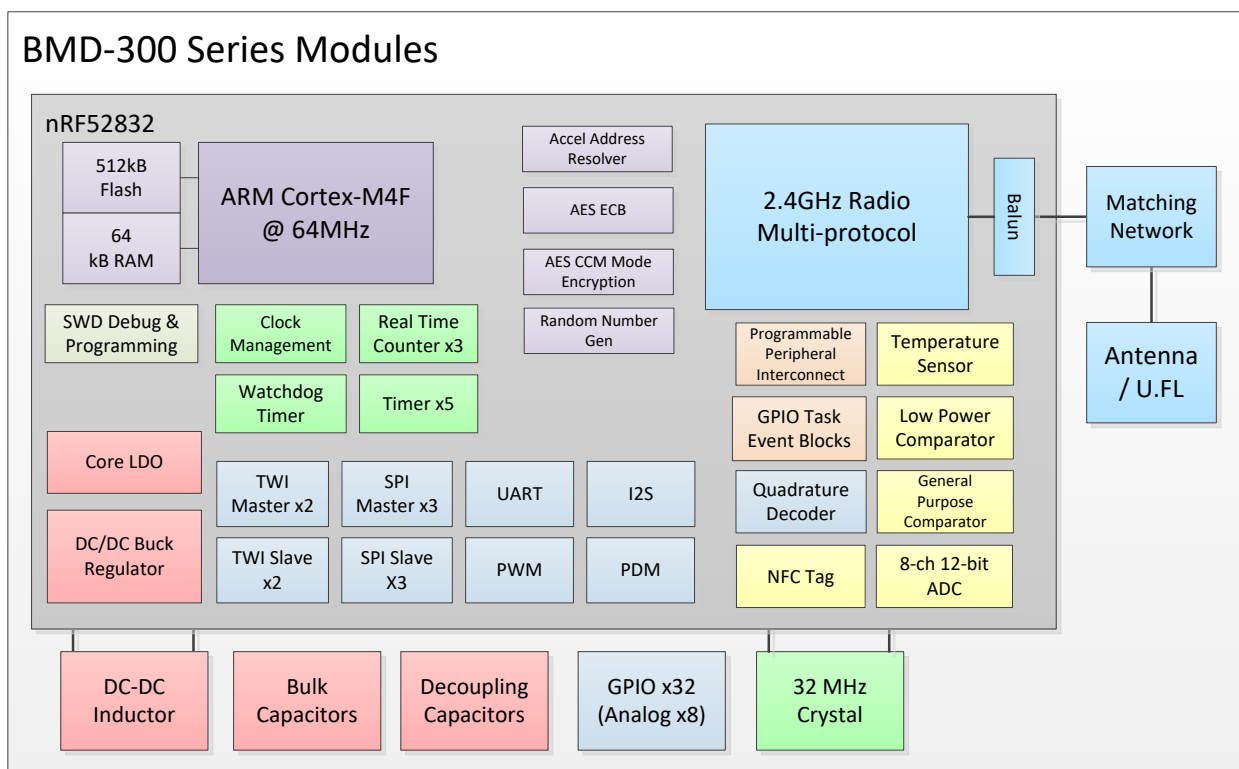 BMD-300 Series Modules
nRF52832
512kB
Flash
64
kB RAM
ARM Cortex-M4F
@ 64MHz
Accel Address
Resolver
AES ECB
AES CCM Mode
Encryption
Random Number
Gen
2.4GHz Radio
Multi-protocol
Balun
Matching
Network
Antenna
/ U.FL
SWD Debug &
Programming
Clock
Management
Real Time
Counter x3
Watchdog
Timer
Timer x5
Programmable
Peripheral
Interconnect
Temperature
Sensor
GPIO Task
Event Blocks
Low Power
Comparator
Core LDO
DC/DC Buck
Regulator
TWI
Master x2
SPI
Master x3
UART
I2S
Quadrature
Decoder
General
Purpose
Comparator
TWI Slave
x2
SPI Slave
X3
PWM
PDM
NFC Tag
8-ch 12-bit
ADC
DC-DC
Inductor
Bulk
Capacitors
Decoupling
Capacitors
GPIO x32
(Analog x8)
32 MHz
Crystal